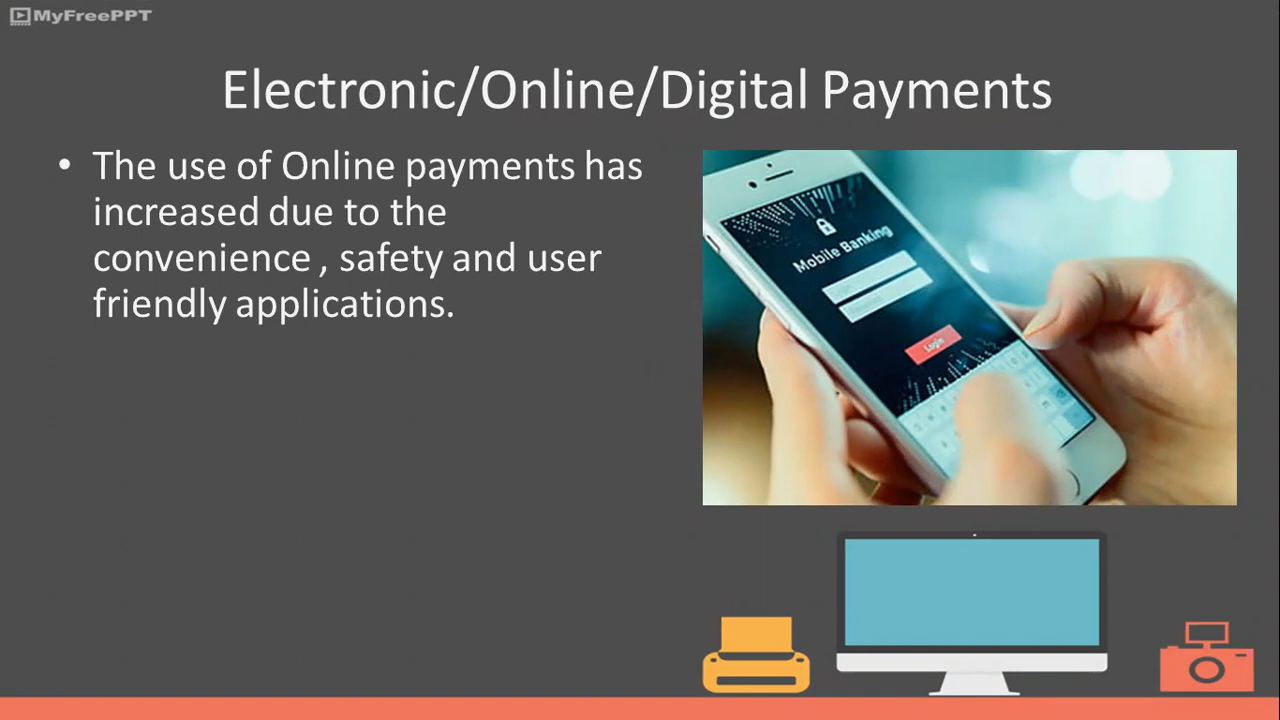 MyFreePPT
Electronic/Online/Digital Payments
• The use of Online payments has
increased due to the
convenience , safety and user
friendly applications.
Mobile Banking
Login